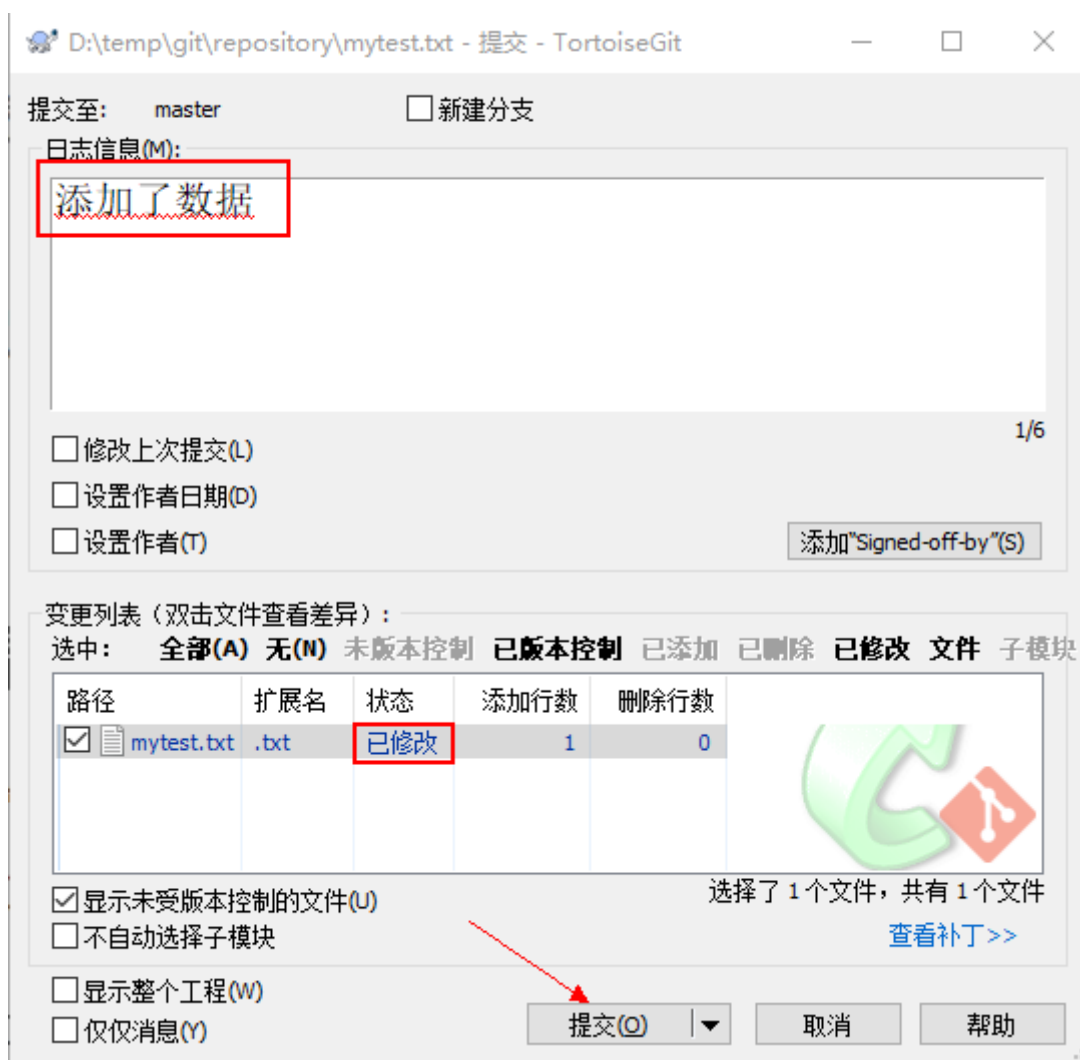 D:\temp\git\repository\mytest.txt - 提交 - TortoiseGit
提交至: master 新建分支
日志信息(M):
添加了数据
1/6
修改上次提交(L)
设置作者日期(D)
设置作者(T)
添加"Signed-off-by"(S)
变更列表（双击文件查看差异）:
选中: 全部(A) 无(N) 未版本控制 已版本控制 已添加 已删除 已修改 文件 子模块
路径 扩展名 状态 添加行数 删除行数
mytest.txt .txt 已修改 1 0
显示未受版本控制的文件(U)
选择了 1 个文件，共有 1 个文件
不自动选择子模块
查看补丁>>
显示整个工程(W)
仅仅消息(Y)
提交(O) 取消 帮助